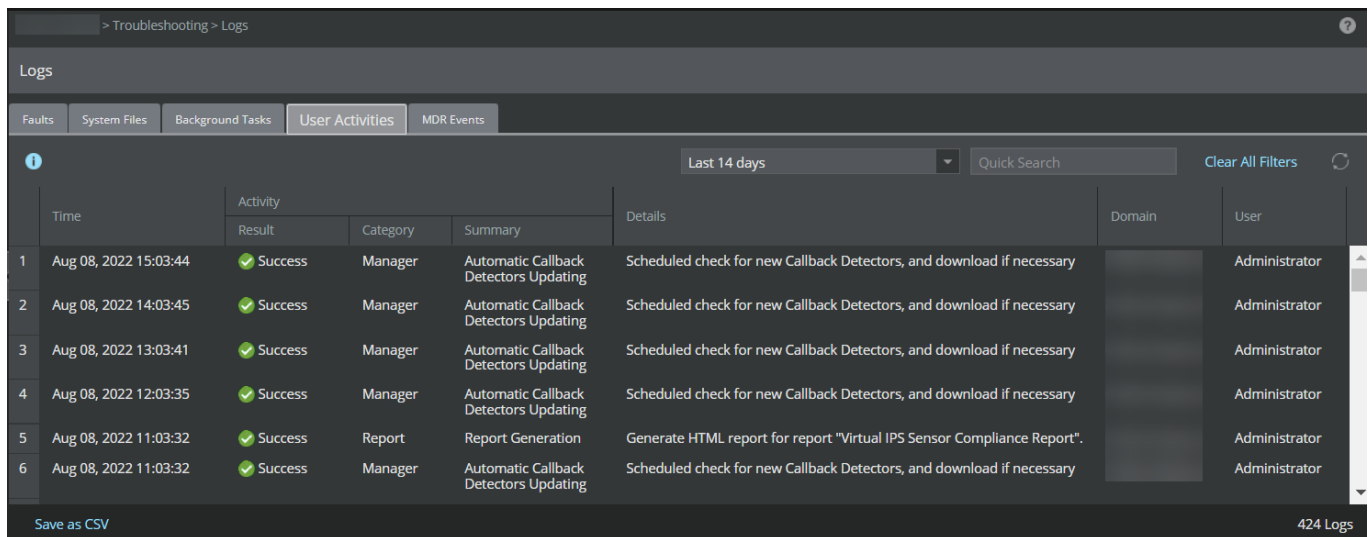 > Troubleshooting > Logs
?
Logs
Faults System Files Background Tasks User Activities MDR Events
i Last 14 days Quick Search Clear All Filters
Time Activity Details Domain User
Result Category Summary
1 Aug 08, 2022 15:03:44 Success Manager Automatic Callback Scheduled check for new Callback Detectors, and download if necessary Administrator
Detectors Updating
2 Aug 08, 2022 14:03:45 Success Manager Automatic Callback Scheduled check for new Callback Detectors, and download if necessary Administrator
Detectors Updating
3 Aug 08, 2022 13:03:41 Success Manager Automatic Callback Scheduled check for new Callback Detectors, and download if necessary Administrator
Detectors Updating
4 Aug 08, 2022 12:03:35 Success Manager Automatic Callback Scheduled check for new Callback Detectors, and download if necessary Administrator
Detectors Updating
5 Aug 08, 2022 11:03:32 Success Report Report Generation Generate HTML report for report "Virtual IPS Sensor Compliance Report". Administrator
6 Aug 08, 2022 11:03:32 Success Manager Automatic Callback Scheduled check for new Callback Detectors, and download if necessary Administrator
Detectors Updating
Save as CSV 424 Logs